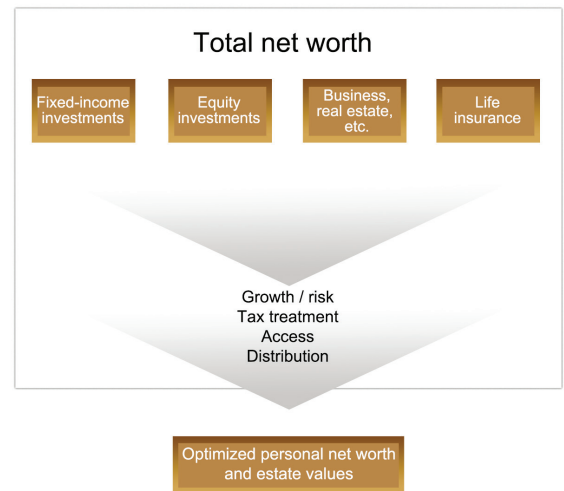 Total net worth
Fixed-income
investments
Equity
investments
Business,
real estate,
etc.
Life
insurance
Growth / risk
Tax treatment
Access
Distribution
Optimized personal net worth
and estate values